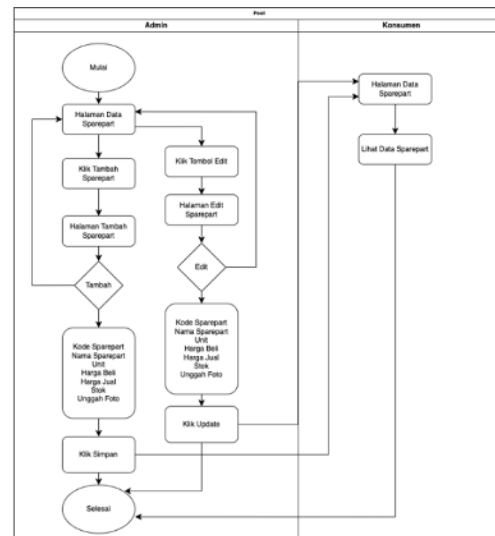 Pool
Admin
Konsumen
Mulai
Halaman Data
Sparepart
Klik Tambah
Sparepart
Halaman Tambah
Sparepart
Tambah
Kode Sparepart
Nama Sparepart
Unit
Harga Beli
Harga Jual
Stok
Unggah Foto
Klik Simpan
Selesai
Klik Tombol Edit
Halaman Edit
Sparepart
Edit
Kode Sparepart
Nama Sparepart
Unit
Harga Beli
Harga Jual
Stok
Unggah Foto
Klik Update
Halaman Data
Sparepart
Lihat Data Sparepart